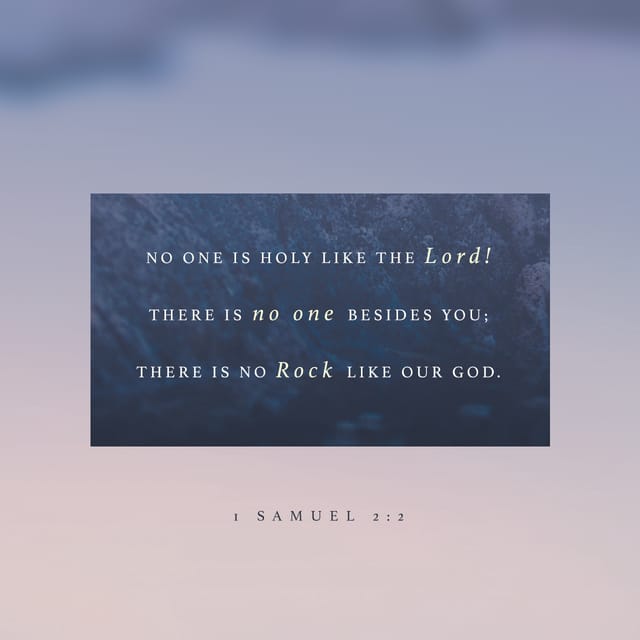 NO ONE IS HOLY LIKE THE Lord!
THERE IS no one BESIDES YOU;
THERE IS NO Rock LIKE OUR GOD.
1 SAMUEL 2:2